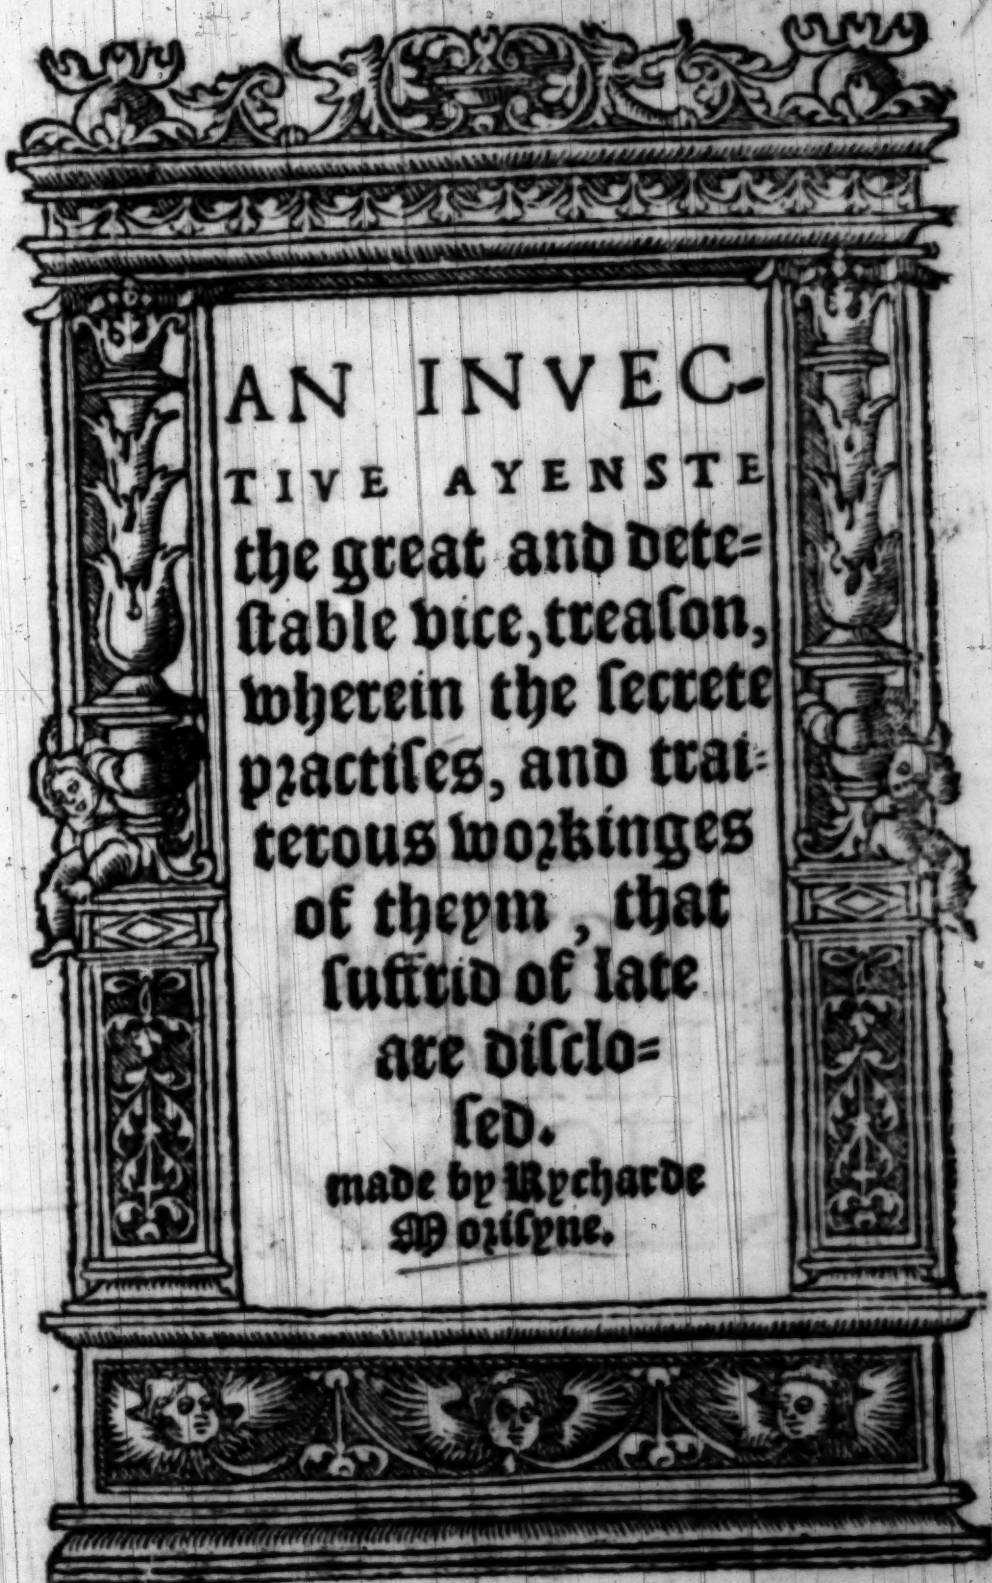 AN INVEC-
TIVE AYENSTE
the great and dete=
ſtable vice, treaſon,
wherein the ſecrete
practiſes, and trai=
terous workinges
of theym, that
ſuffrid of late
are diſclo=
ſed.
made by Rycharde
Moriſyne.